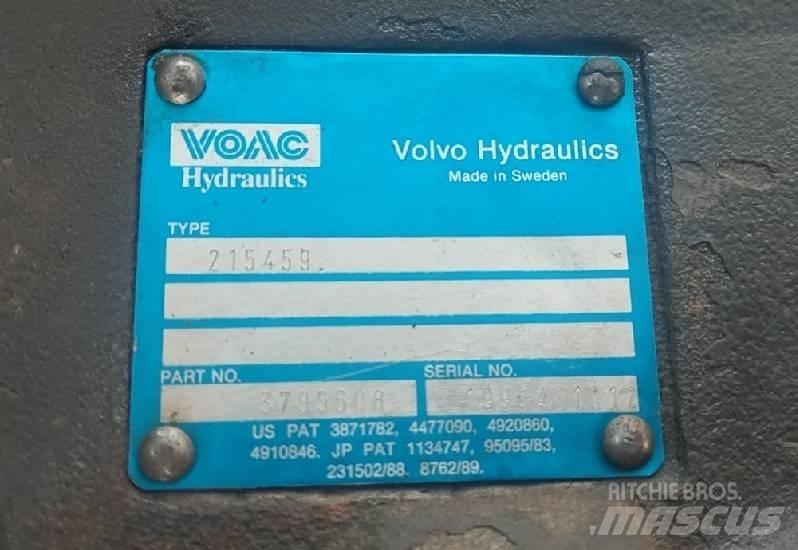 VOAC
Hydraulics
Volvo Hydraulics
Made in Sweden
TYPE
215459.
PART NO.
3795608
SERIAL NO.
US PAT 3871782, 4477090, 4920860,
4910846. JP PAT 1134747, 95095/83,
231502/88. 8762/89.
RITCHIE BROS.
MASCUS